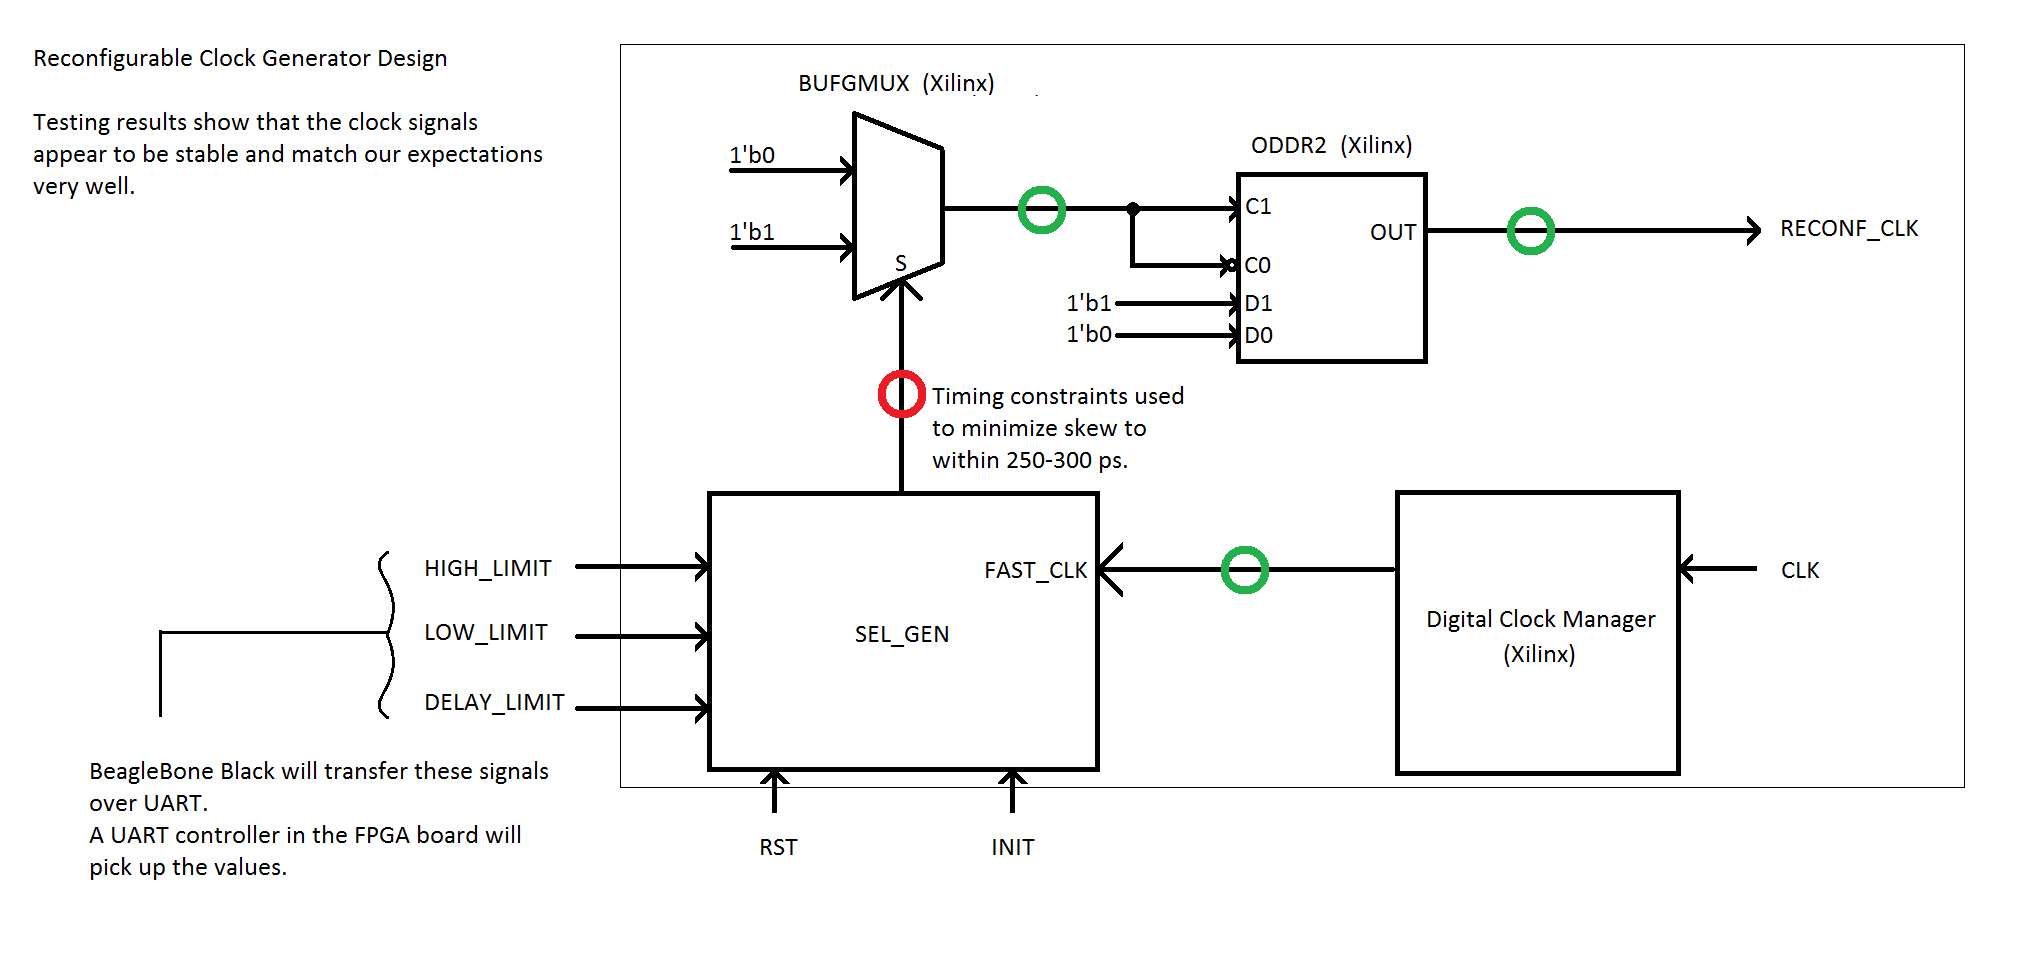 Reconfigurable Clock Generator Design
Testing results show that the clock signals
appear to be stable and match our expectations
very well.
BUFGMUX (Xilinx)
1'b0
1'b1
S
ODDR2 (Xilinx)
C1
C0
1'b1
D1
1'b0
D0
OUT
RECONF_CLK
Timing constraints used
to minimize skew to
within 250-300 ps.
HIGH_LIMIT
LOW_LIMIT
DELAY_LIMIT
FAST_CLK
SEL_GEN
Digital Clock Manager
(Xilinx)
CLK
RST
INIT
BeagleBone Black will transfer these signals
over UART.
A UART controller in the FPGA board will
pick up the values.